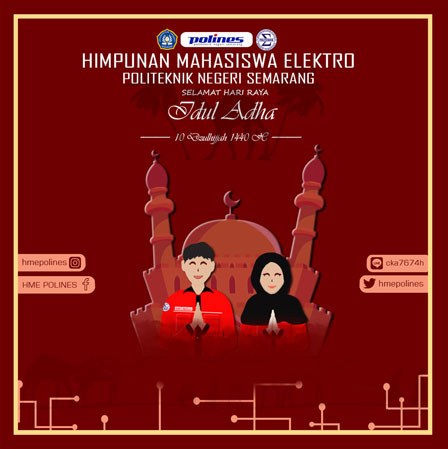 polines
HIMPUNAN MAHASISWA ELEKTRO
POLITEKNIK NEGERI SEMARANG
SELAMAT HARI RAYA
Idul Adha
10 Dzulhijjah 1440 H
hmepolines
HME POLINES
cka7674h
hmepolines